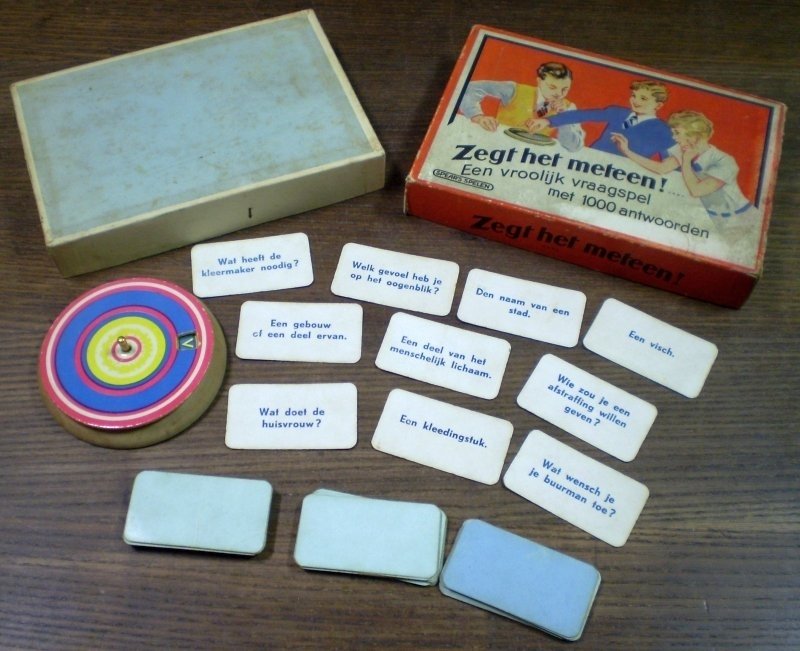 Zegt het meteen!
Een vroolijk vraagspel
SPEAR'S SPELEN
met 1000 antwoorden
Zegt het meteen!
Wat heeft de
kleermaker noodig?
Welk gevoel heb je
op het oogenblik?
Den naam van een
stad.
Een visch.
Een gebouw
of een deel ervan.
Een deel van het
menschelijk lichaam.
Wie zou je een
afstraffing willen
geven?
Wat doet de
huisvrouw?
Een kleedingstuk.
Wat wensch je
je buurman toe?
V